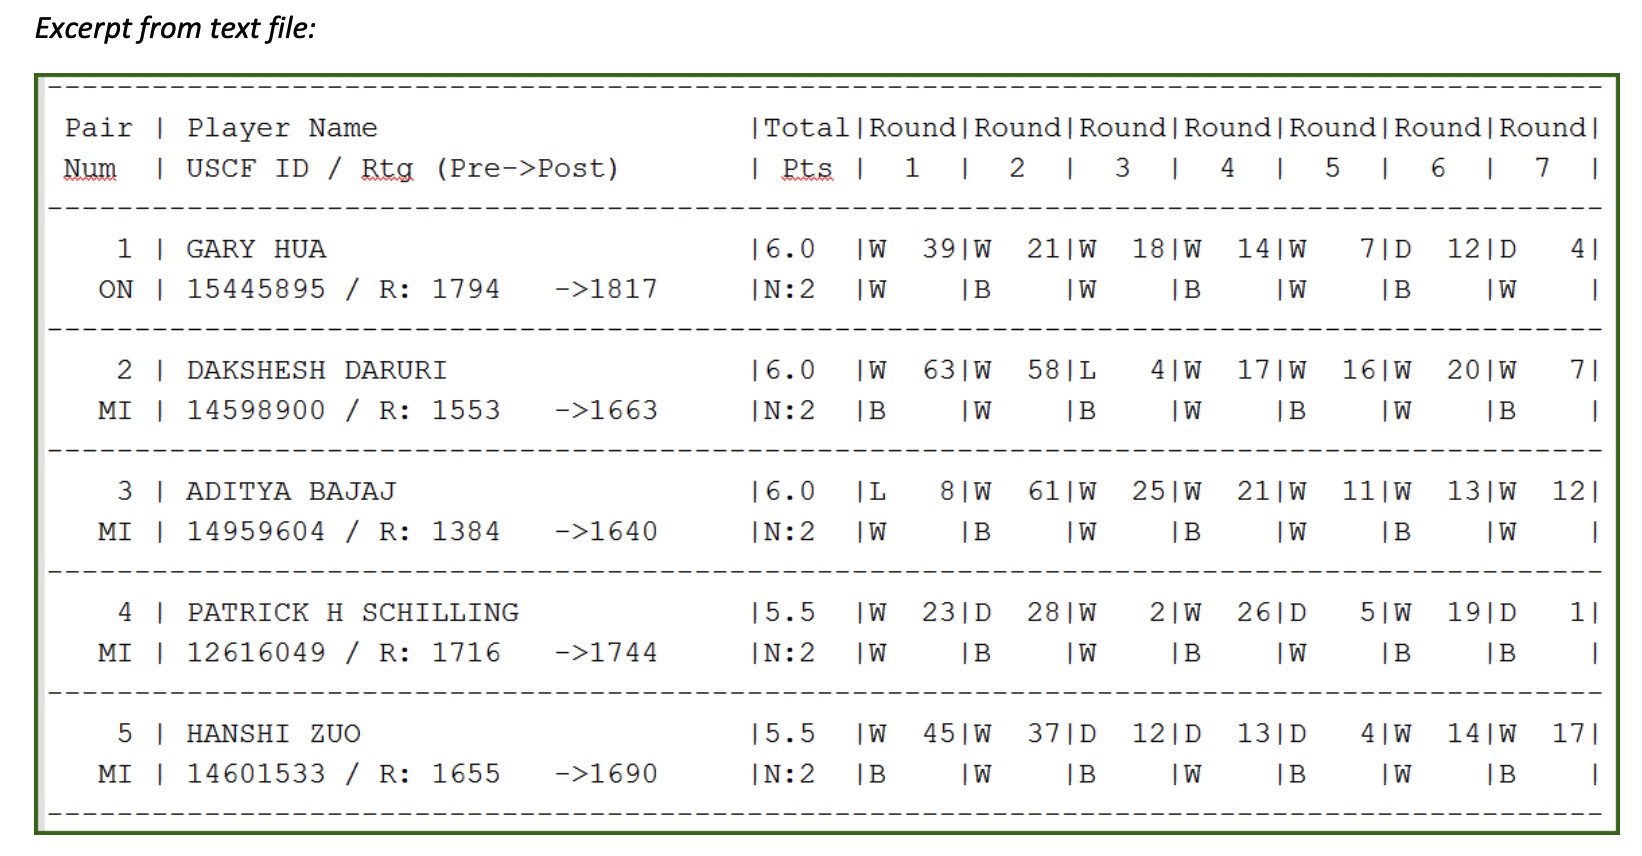 Excerpt from text file:
-----------------------------------------------------------------------------------------
Pair | Player Name                     |Total|Round|Round|Round|Round|Round|Round|Round|
Num  | USCF ID / Rtg (Pre->Post)       | Pts |  1  |  2  |  3  |  4  |  5  |  6  |  7  |
-----------------------------------------------------------------------------------------
   1 | GARY HUA                        |6.0  |W  39|W  21|W  18|W  14|W   7|D  12|D   4|
  ON | 15445895 / R: 1794   ->1817     |N:2  |W    |B    |W    |B    |W    |B    |W    |
-----------------------------------------------------------------------------------------
   2 | DAKSHESH DARURI                 |6.0  |W  63|W  58|L   4|W  17|W  16|W  20|W   7|
  MI | 14598900 / R: 1553   ->1663     |N:2  |B    |W    |B    |W    |B    |W    |B    |
-----------------------------------------------------------------------------------------
   3 | ADITYA BAJAJ                    |6.0  |L   8|W  61|W  25|W  21|W  11|W  13|W  12|
  MI | 14959604 / R: 1384   ->1640     |N:2  |W    |B    |W    |B    |W    |B    |W    |
-----------------------------------------------------------------------------------------
   4 | PATRICK H SCHILLING             |5.5  |W  23|D  28|W   2|W  26|D   5|W  19|D   1|
  MI | 12616049 / R: 1716   ->1744     |N:2  |W    |B    |W    |B    |W    |B    |B    |
-----------------------------------------------------------------------------------------
   5 | HANSHI ZUO                      |5.5  |W  45|W  37|D  12|D  13|D   4|W  14|W  17|
  MI | 14601533 / R: 1655   ->1690     |N:2  |B    |W    |B    |W    |B    |W    |B    |
-----------------------------------------------------------------------------------------